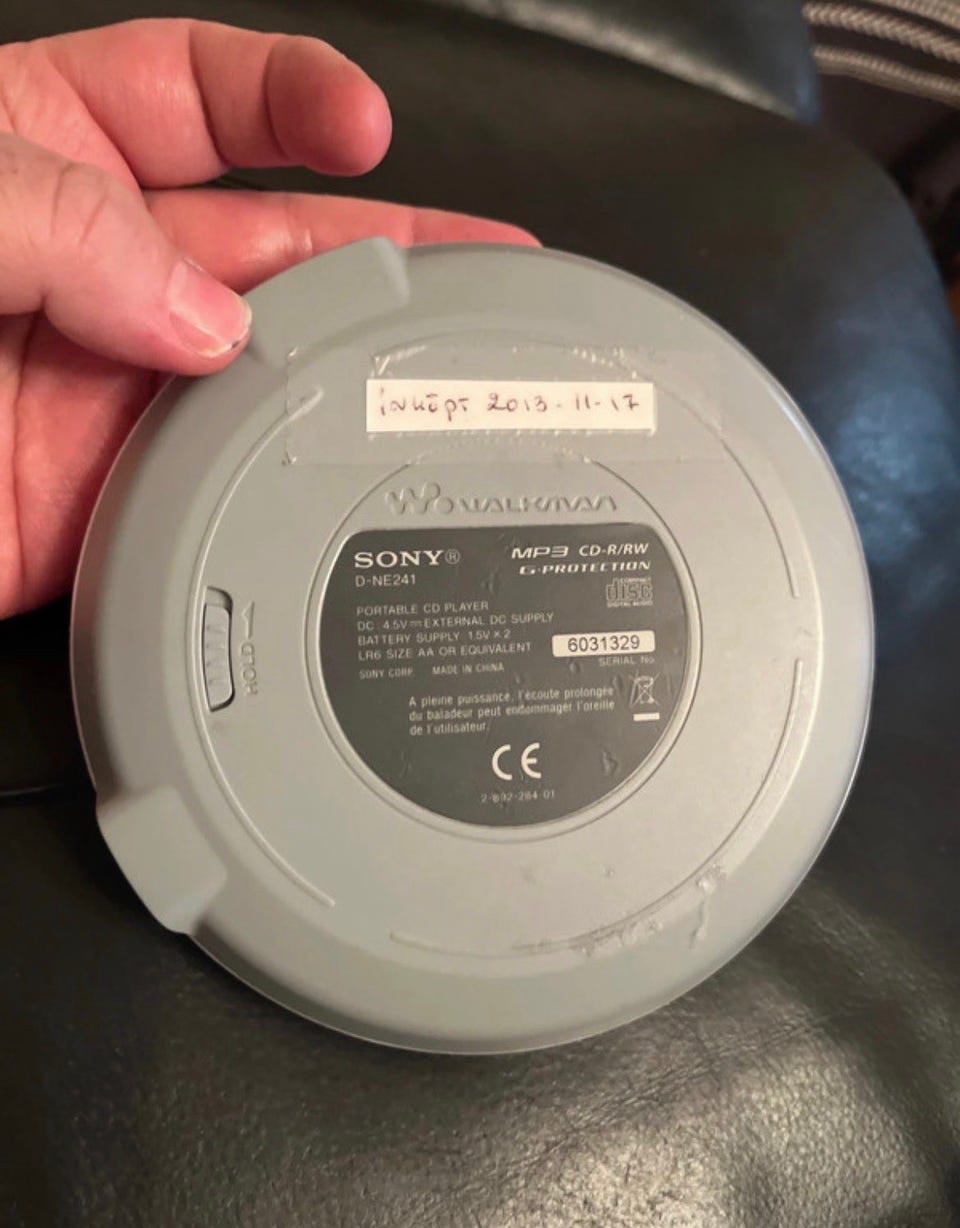 inköpt 2013-11-17
WALKMAN
SONY®
MP3 CD-R/RW
D-NE241
G-PROTECTION
COMPACT
disc
DIGITAL AUDIO
PORTABLE CD PLAYER
DC : 4.5V ⎓ EXTERNAL DC SUPPLY
BATTERY SUPPLY 1.5V × 2
LR6 SIZE AA OR EQUIVALENT
6031329
SERIAL No.
SONY CORP. MADE IN CHINA
HOLD
A pleine puissance, l'écoute prolongée
du baladeur peut endommager l'oreille
de l'utilisateur.
CE
2-892-284-01